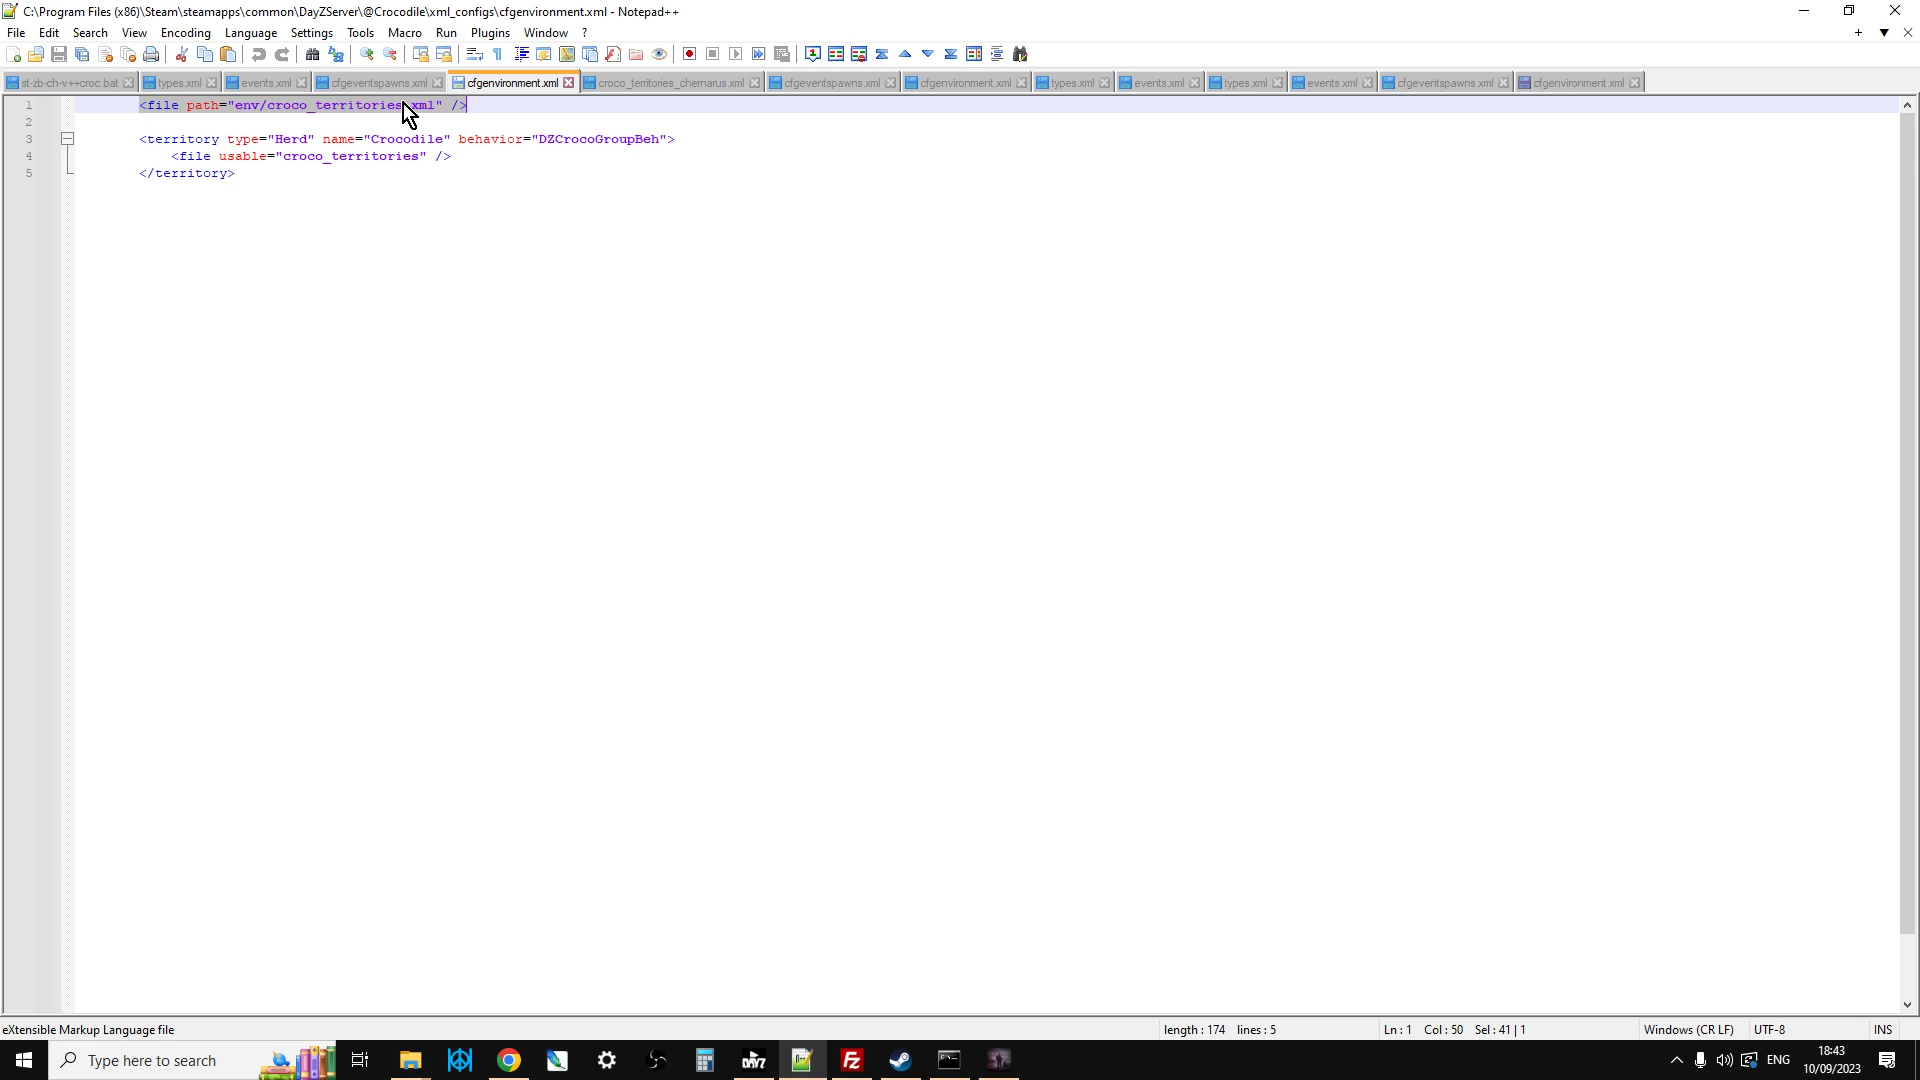 C:\Program Files (x86)\Steam\steamapps\common\DayZServer\@Crocodile\xml_configs\cfgenvironment.xml - Notepad++
File Edit Search View Encoding Language Settings Tools Macro Run Plugins Window ?
st-zb-ch-v++croc.bat types.xml events.xml cfgeventspawns.xml cfgenvironment.xml croco_territories_chernarus.xml cfgeventspawns.xml cfgenvironment.xml types.xml events.xml types.xml events.xml cfgeventspawns.xml cfgenvironment.xml
1 <file path="env/croco_territories.xml" />
2
3 <territory type="Herd" name="Crocodile" behavior="DZCrocoGroupBeh">
4 <file usable="croco_territories" />
5 </territory>
eXtensible Markup Language file length : 174 lines : 5 Ln : 1 Col : 50 Sel : 41 | 1 Windows (CR LF) UTF-8 INS
Type here to search ENG 18:43
10/09/2023